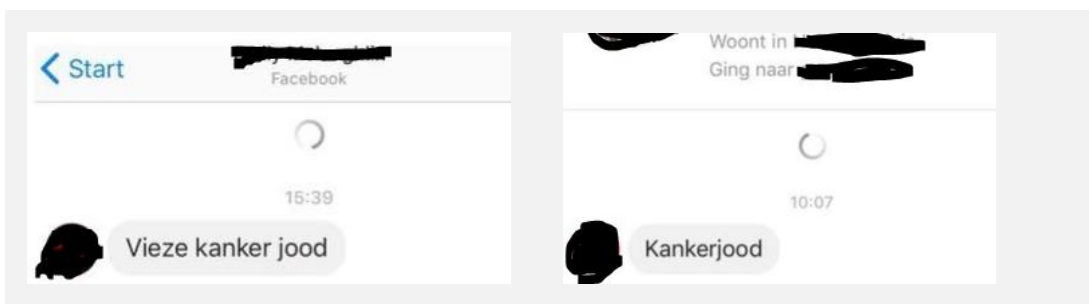 Start
Facebook
15:39
Vieze kanker jood
Woont in
Ging naar
10:07
Kankerjood